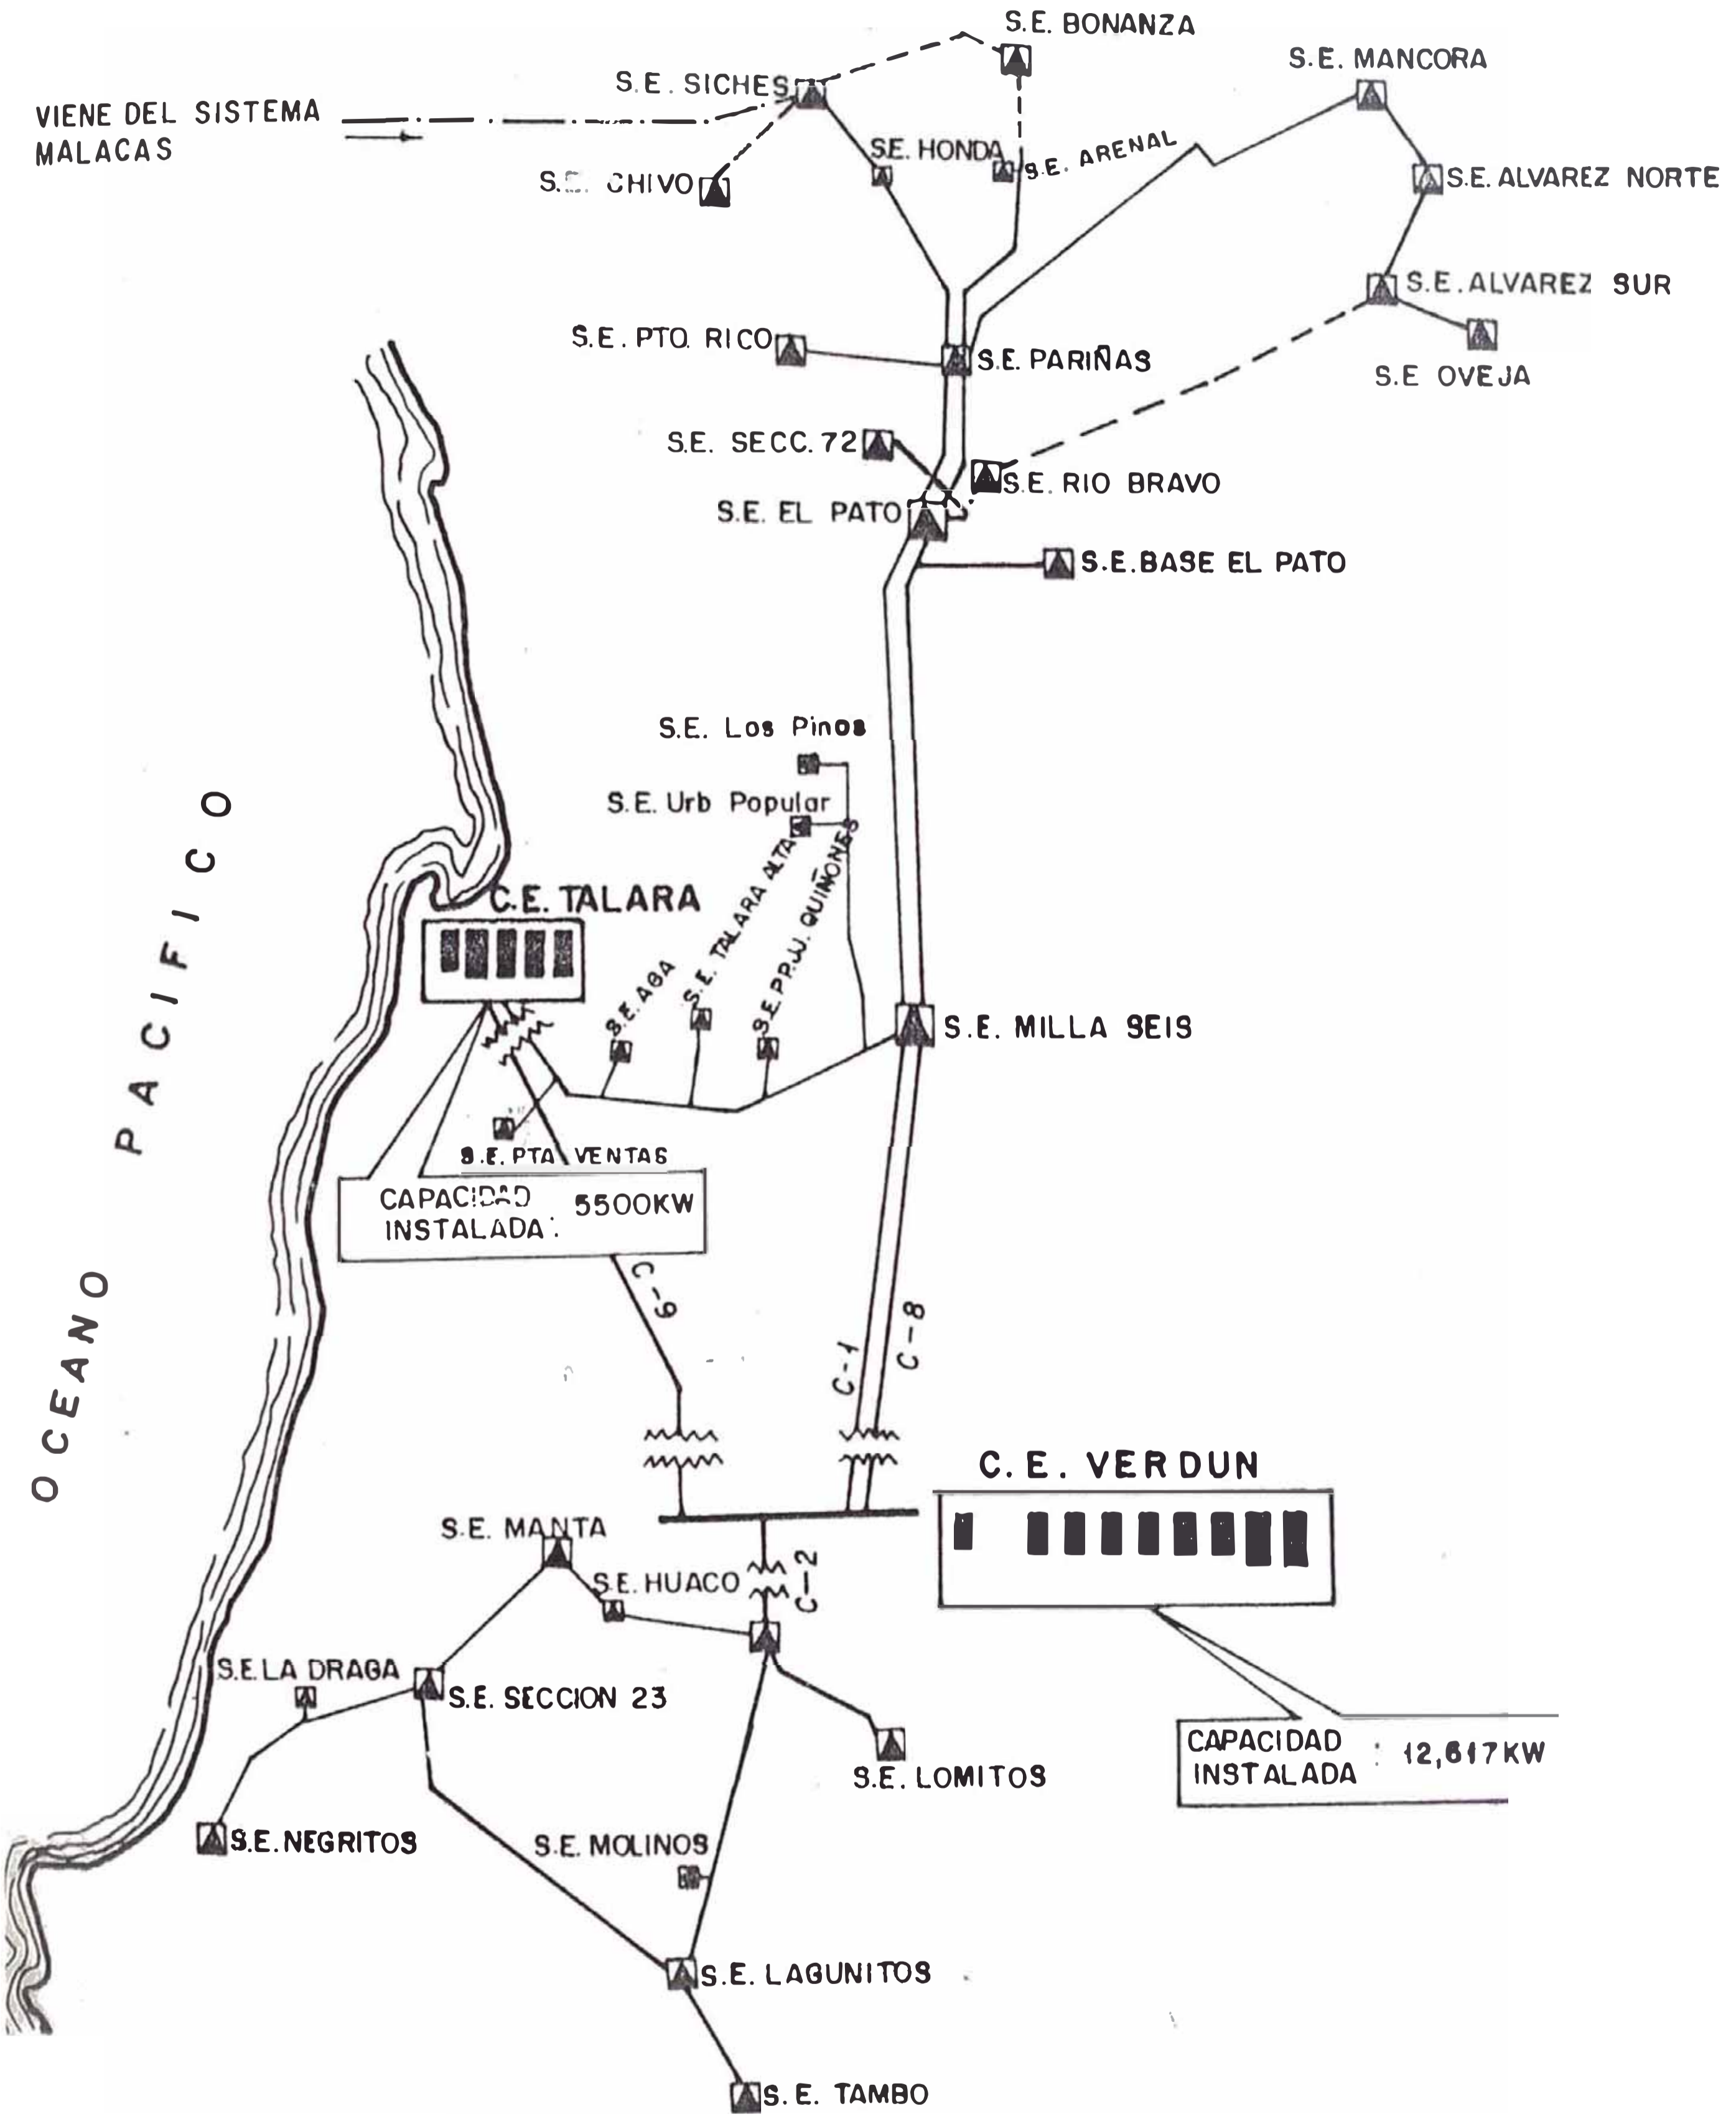 S.E. BONANZA
S.E. MANCORA
S.E. SICHES
VIENE DEL SISTEMA
MALACAS
S.E. HONDA
S.E. ARENAL
S.E. CHIVO
S.E. ALVAREZ NORTE
S.E. ALVAREZ SUR
S.E. PTO. RICO
S.E. PARIÑAS
S.E OVEJA
S.E. SECC. 72
S.E. RIO BRAVO
S.E. EL PATO
S.E. BASE EL PATO
S.E. Los Pinos
S.E. Urb Popular
C.E. TALARA
S.E. TALARA ALTA
S.E. PP.JJ. QUIÑONES
S.E. MILLA SEIS
S.E. PTA VENTAS
CAPACIDAD
INSTALADA: 5500KW
OCEANO PACIFICO
C-9
C-1
C-8
C.E. VERDUN
S.E. MANTA
S.E. HUACO
C-2
S.E. LA DRAGA
S.E. SECCION 23
CAPACIDAD
INSTALADA : 12,617KW
S.E. LOMITOS
S.E. NEGRITOS
S.E. MOLINOS
S.E. LAGUNITOS
S.E. TAMBO